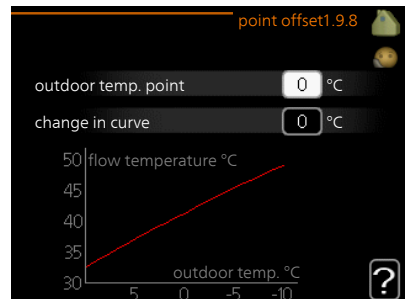 point offset1.9.8
outdoor temp. point 0 °C
change in curve 0 °C
50 flow temperature °C
45
40
35
outdoor temp. °C
30
5 0 -5 -10
?